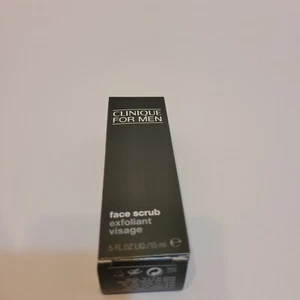 CLINIQUE
FOR MEN
face scrub
exfoliant
visage
.5 FL.OZ.LIQ./15 ml ℮